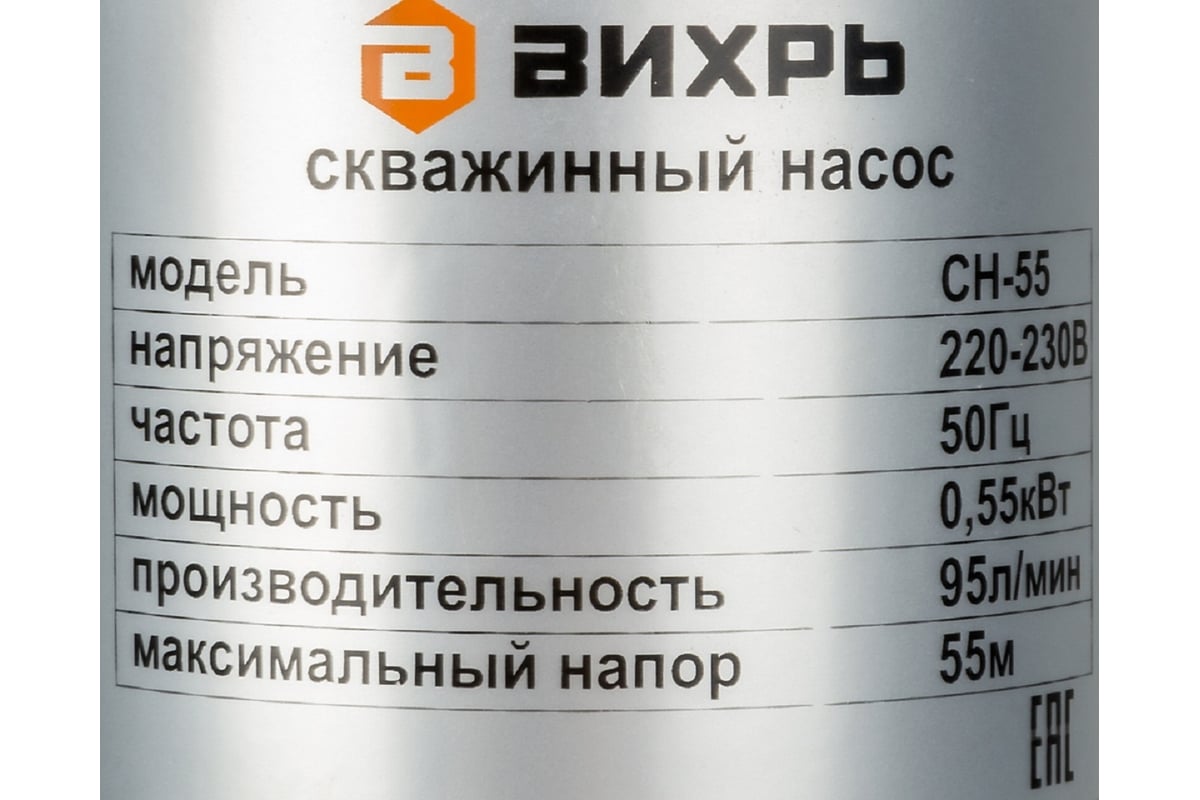 В ВИХРЬ
скважинный насос
модель СН-55
напряжение 220-230В
частота 50Гц
мощность 0,55кВт
производительность 95л/мин
максимальный напор 55м
ЕАС